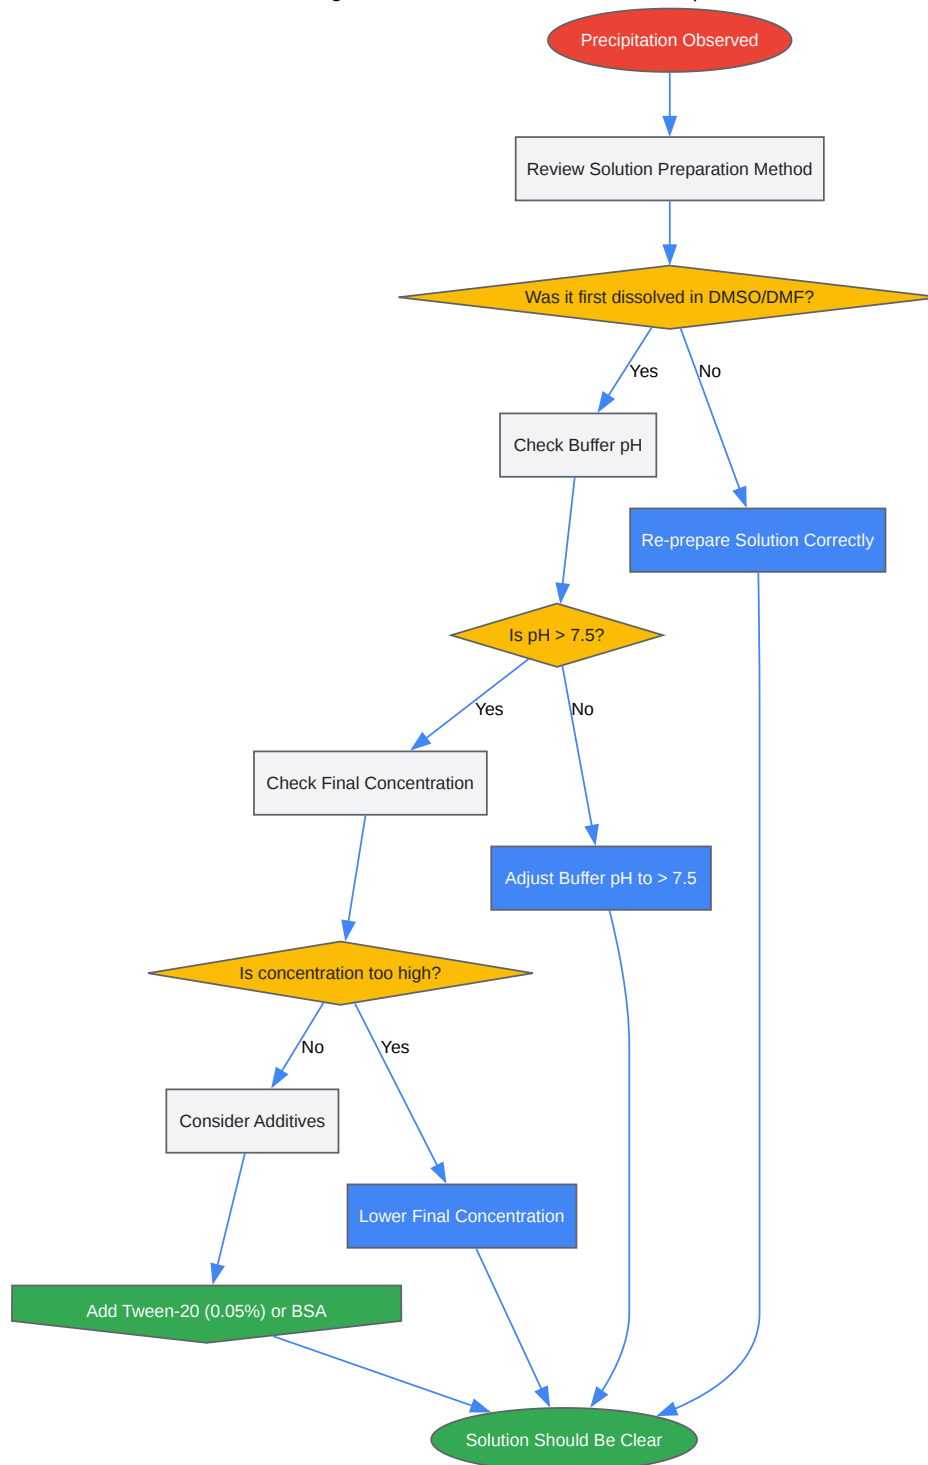 Precipitation Observed
Review Solution Preparation Method
Was it first dissolved in DMSO/DMF?
Yes
No
Check Buffer pH
Re-prepare Solution Correctly
Is pH > 7.5?
Yes
No
Check Final Concentration
Adjust Buffer pH to > 7.5
Is concentration too high?
No
Yes
Consider Additives
Lower Final Concentration
Add Tween-20 (0.05%) or BSA
Solution Should Be Clear